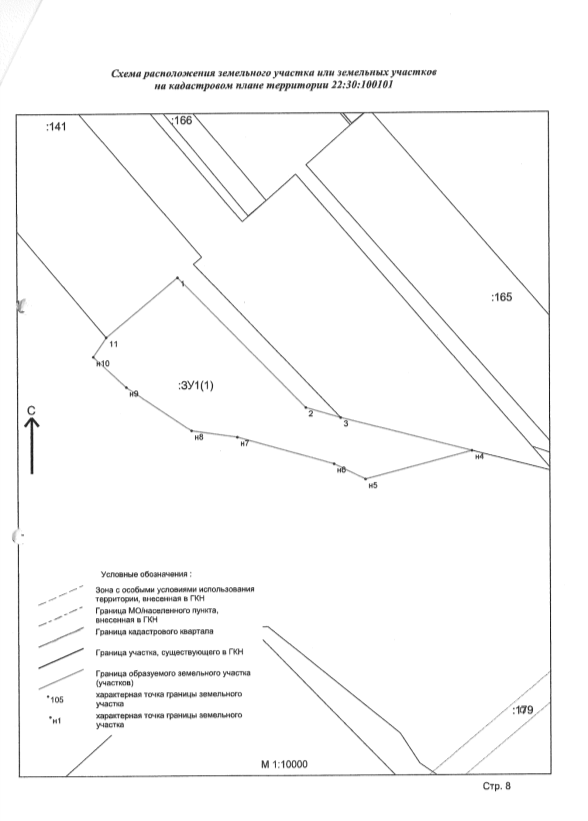 Схема расположения земельного участка или земельных участков
на кадастровом плане территории 22:30:100101
:141
:166
:165
1
11
н10
н9
:ЗУ1(1)
2
3
н8
н7
н4
н6
н5
С
Условные обозначения :
Зона с особыми условиями использования
территории, внесенная в ГКН
Граница МО/населенного пункта,
внесенная в ГКН
Граница кадастрового квартала
Граница участка, существующего в ГКН
Граница образуемого земельного участка
(участков)
105
характерная точка границы земельного
участка
н1
характерная точка границы земельного
участка
:179
М 1:10000
Стр. 8